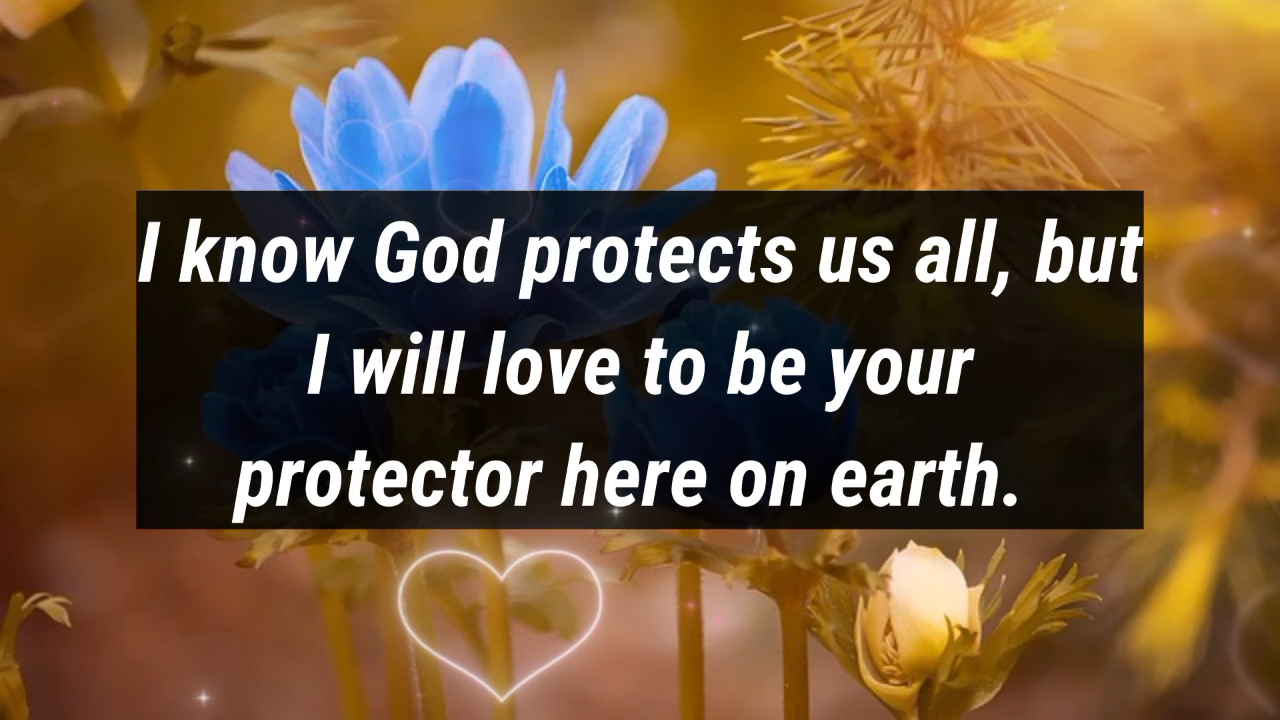 I know God protects us all, but
I will love to be your
protector here on earth.